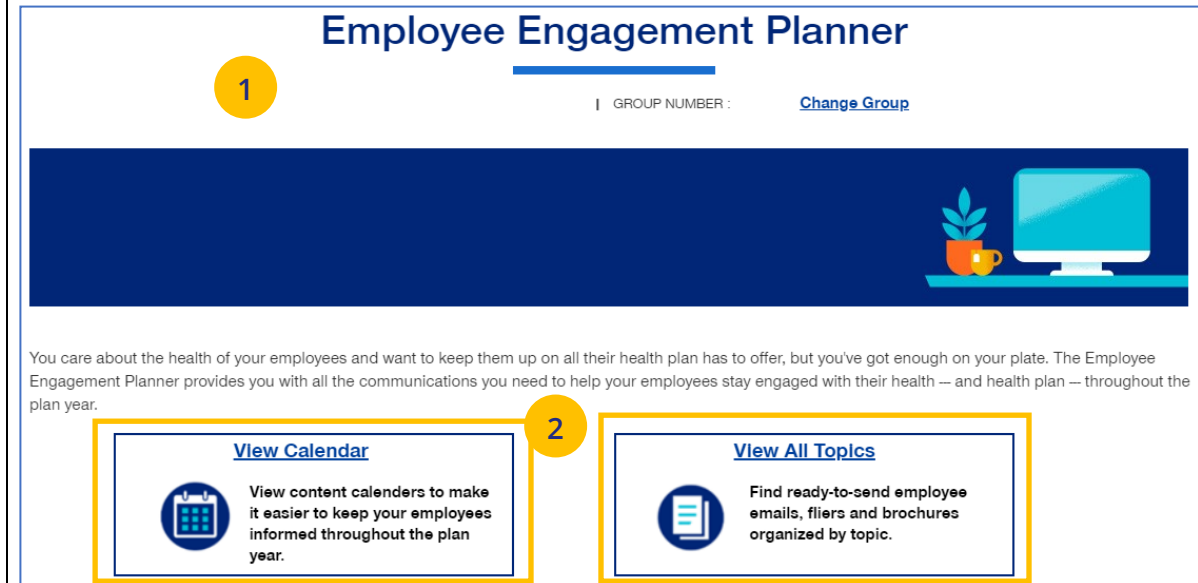 Employee Engagement Planner
1
| GROUP NUMBER : Change Group
You care about the health of your employees and want to keep them up on all their health plan has to offer, but you've got enough on your plate. The Employee
Engagement Planner provides you with all the communications you need to help your employees stay engaged with their health -- and health plan -- throughout the
plan year.
2
View Calendar
View content calenders to make
it easier to keep your employees
informed throughout the plan
year.
View All Topics
Find ready-to-send employee
emails, fliers and brochures
organized by topic.